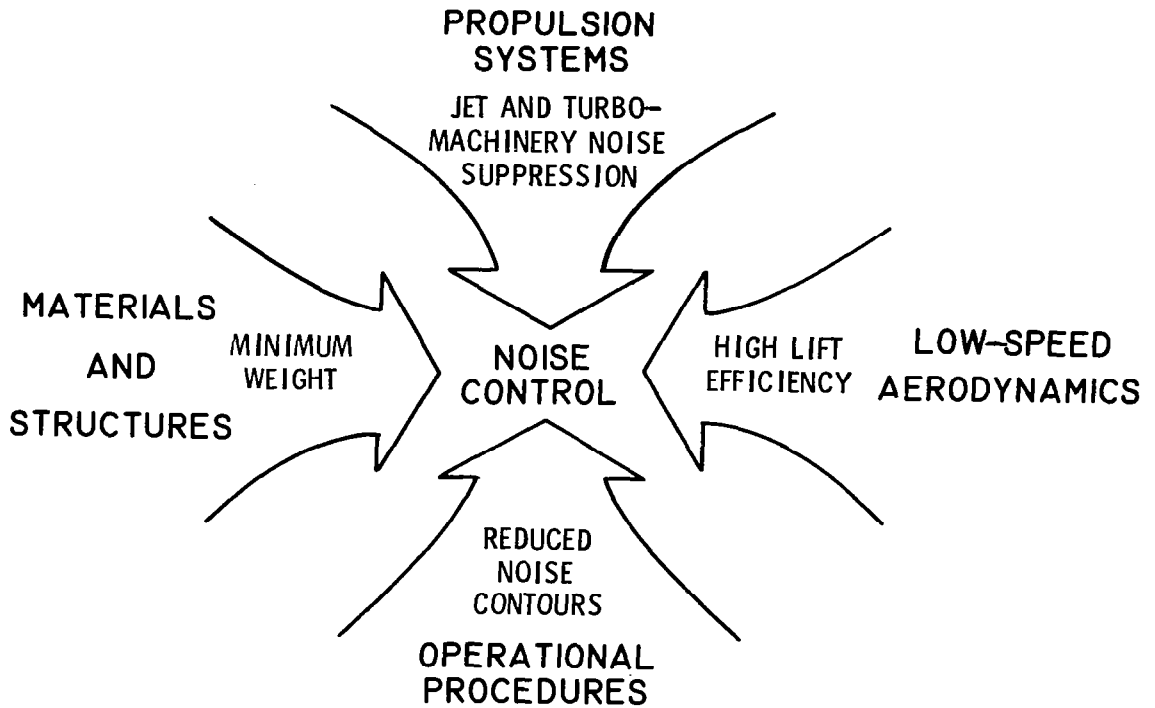 PROPULSION
SYSTEMS
JET AND TURBO–
MACHINERY NOISE
SUPPRESSION
MATERIALS
AND
STRUCTURES
MINIMUM
WEIGHT
NOISE
CONTROL
HIGH LIFT
EFFICIENCY
LOW–SPEED
AERODYNAMICS
REDUCED
NOISE
CONTOURS
OPERATIONAL
PROCEDURES